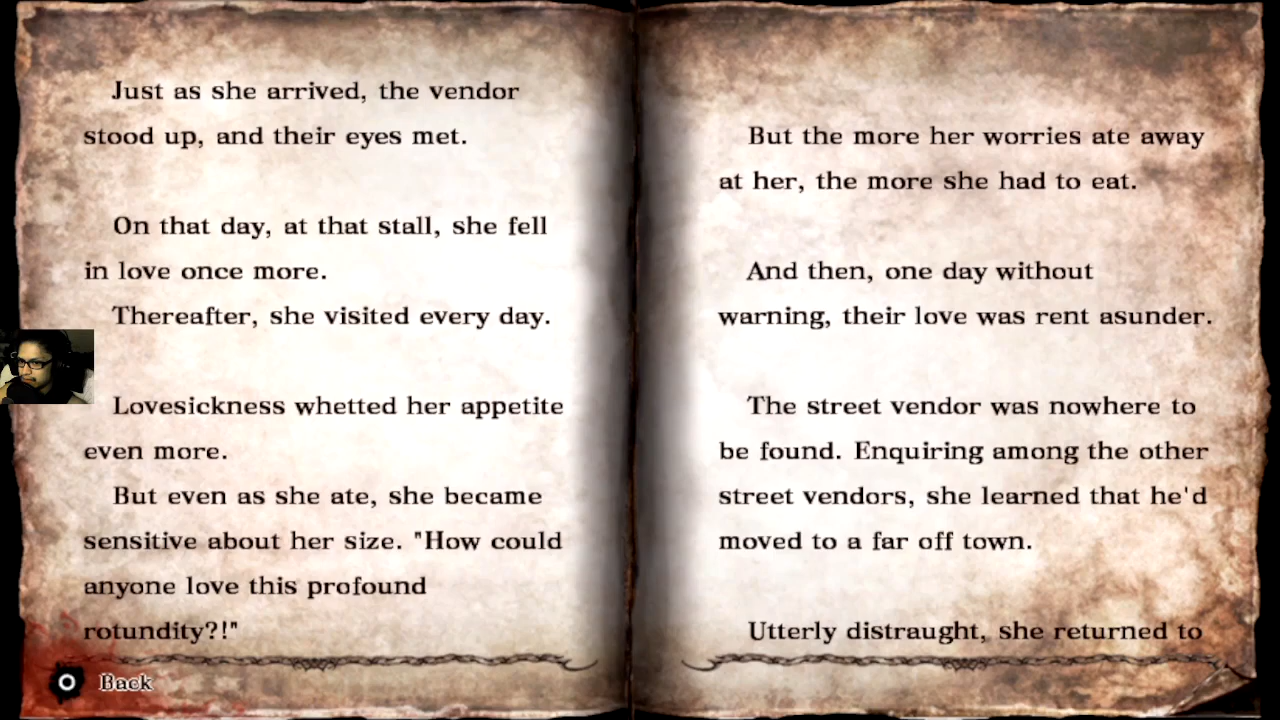 Just as she arrived, the vendor
stood up, and their eyes met.
On that day, at that stall, she fell
in love once more.
Thereafter, she visited every day.
Lovesickness whetted her appetite
even more.
But even as she ate, she became
sensitive about her size. "How could
anyone love this profound
rotundity?!"
But the more her worries ate away
at her, the more she had to eat.
And then, one day without
warning, their love was rent asunder.
The street vendor was nowhere to
be found. Enquiring among the other
street vendors, she learned that he'd
moved to a far off town.
Utterly distraught, she returned to
Back